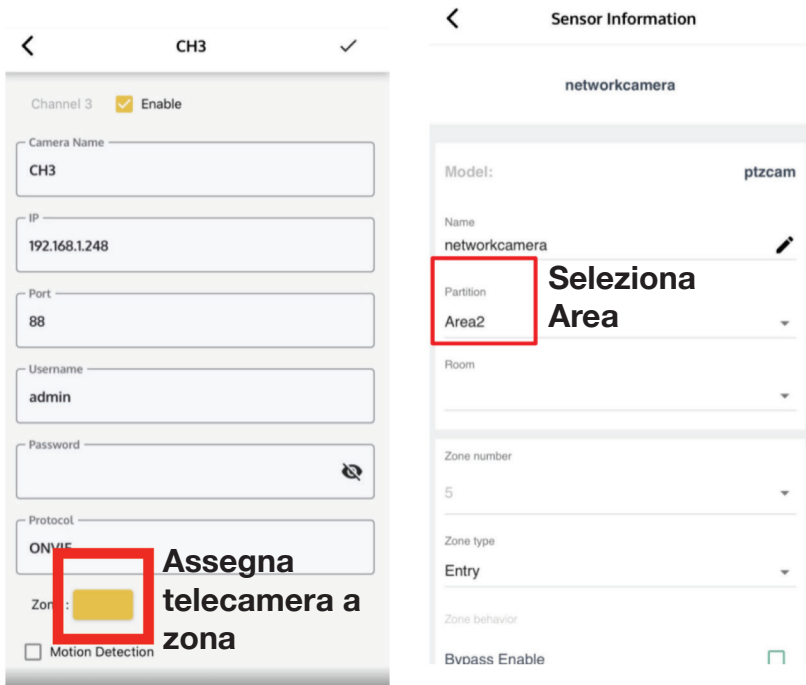 CH3
Channel 3 Enable
Camera Name
CH3
IP
192.168.1.248
Port
88
Username
admin
Password
Protocol
ONVIF
Zone :
Assegna
telecamera a
zona
Motion Detection
Sensor Information
networkcamera
Model: ptzcam
Name
networkcamera
Partition
Area2
Seleziona
Area
Room
Zone number
5
Zone type
Entry
Zone behavior
Bypass Enable